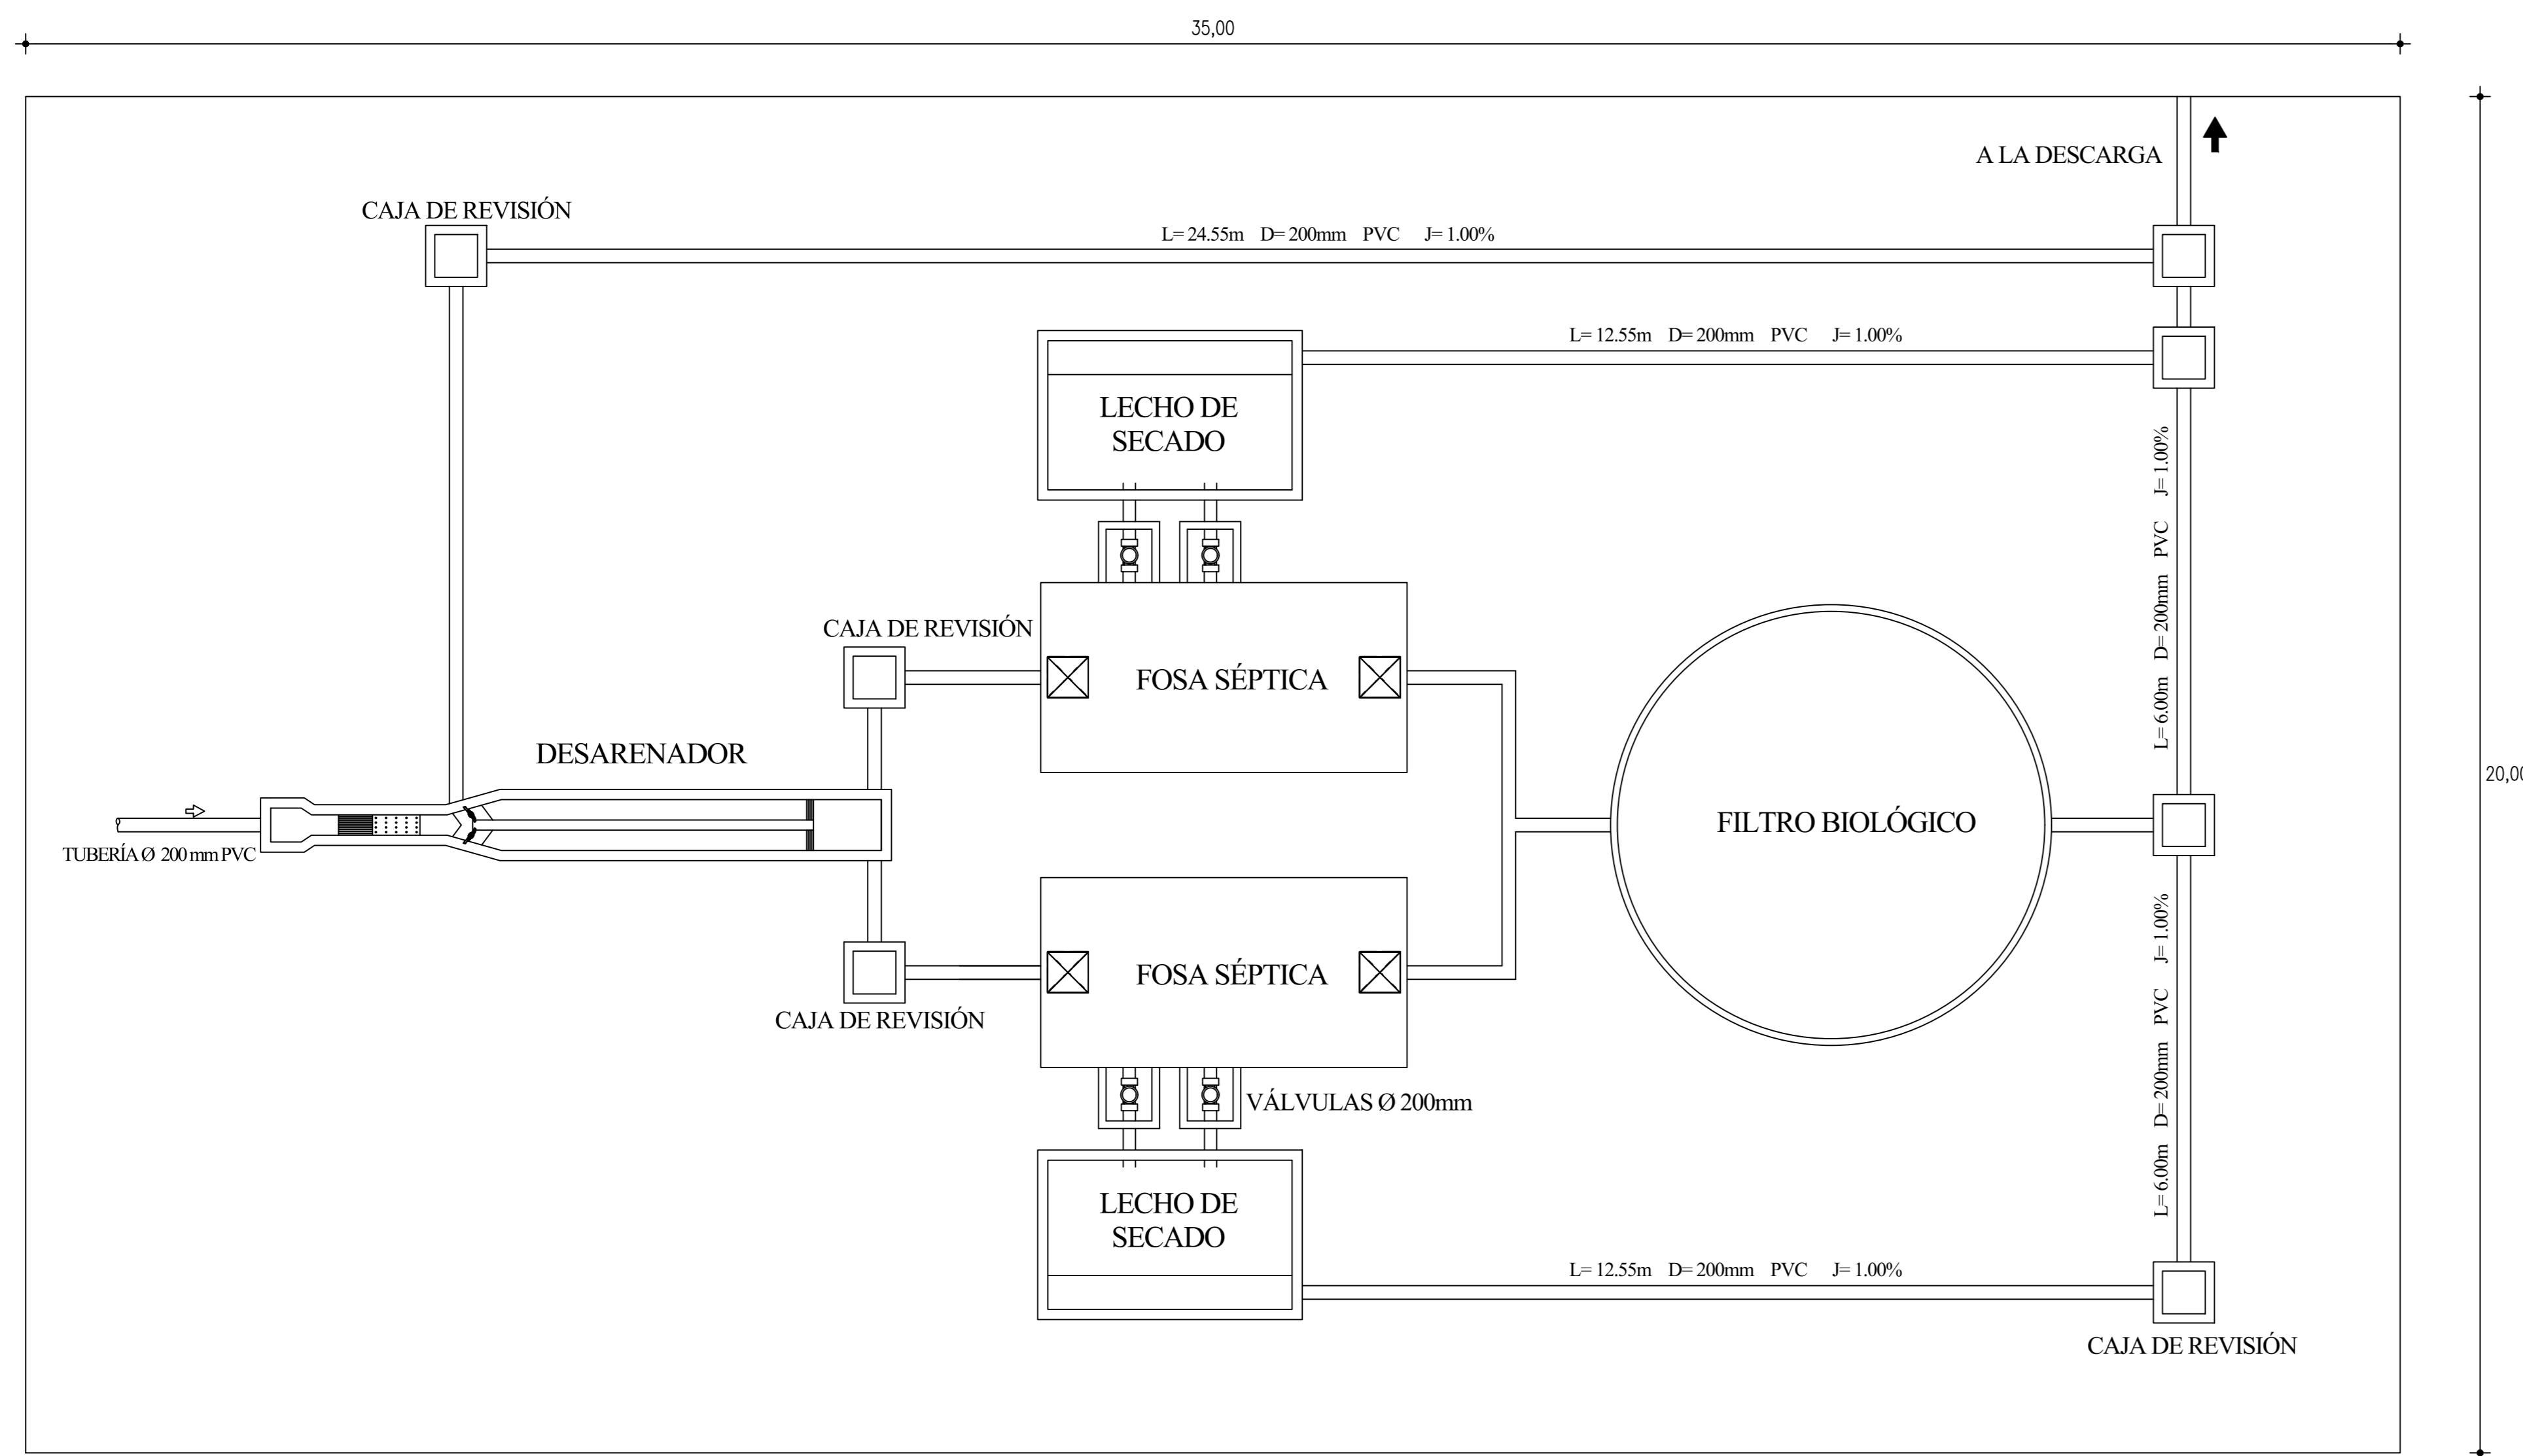 35,00
A LA DESCARGA
CAJA DE REVISIÓN
L= 24.55m D= 200mm PVC J= 1.00%
L= 12.55m D= 200mm PVC J= 1.00%
LECHO DE
SECADO
L= 6.00m D= 200mm PVC J= 1.00%
CAJA DE REVISIÓN
FOSA SÉPTICA
DESARENADOR
20,00
FILTRO BIOLÓGICO
TUBERÍA Ø 200 mm PVC
FOSA SÉPTICA
CAJA DE REVISIÓN
L= 6.00m D= 200mm PVC J= 1.00%
VÁLVULAS Ø 200mm
LECHO DE
SECADO
L= 12.55m D= 200mm PVC J= 1.00%
CAJA DE REVISIÓN